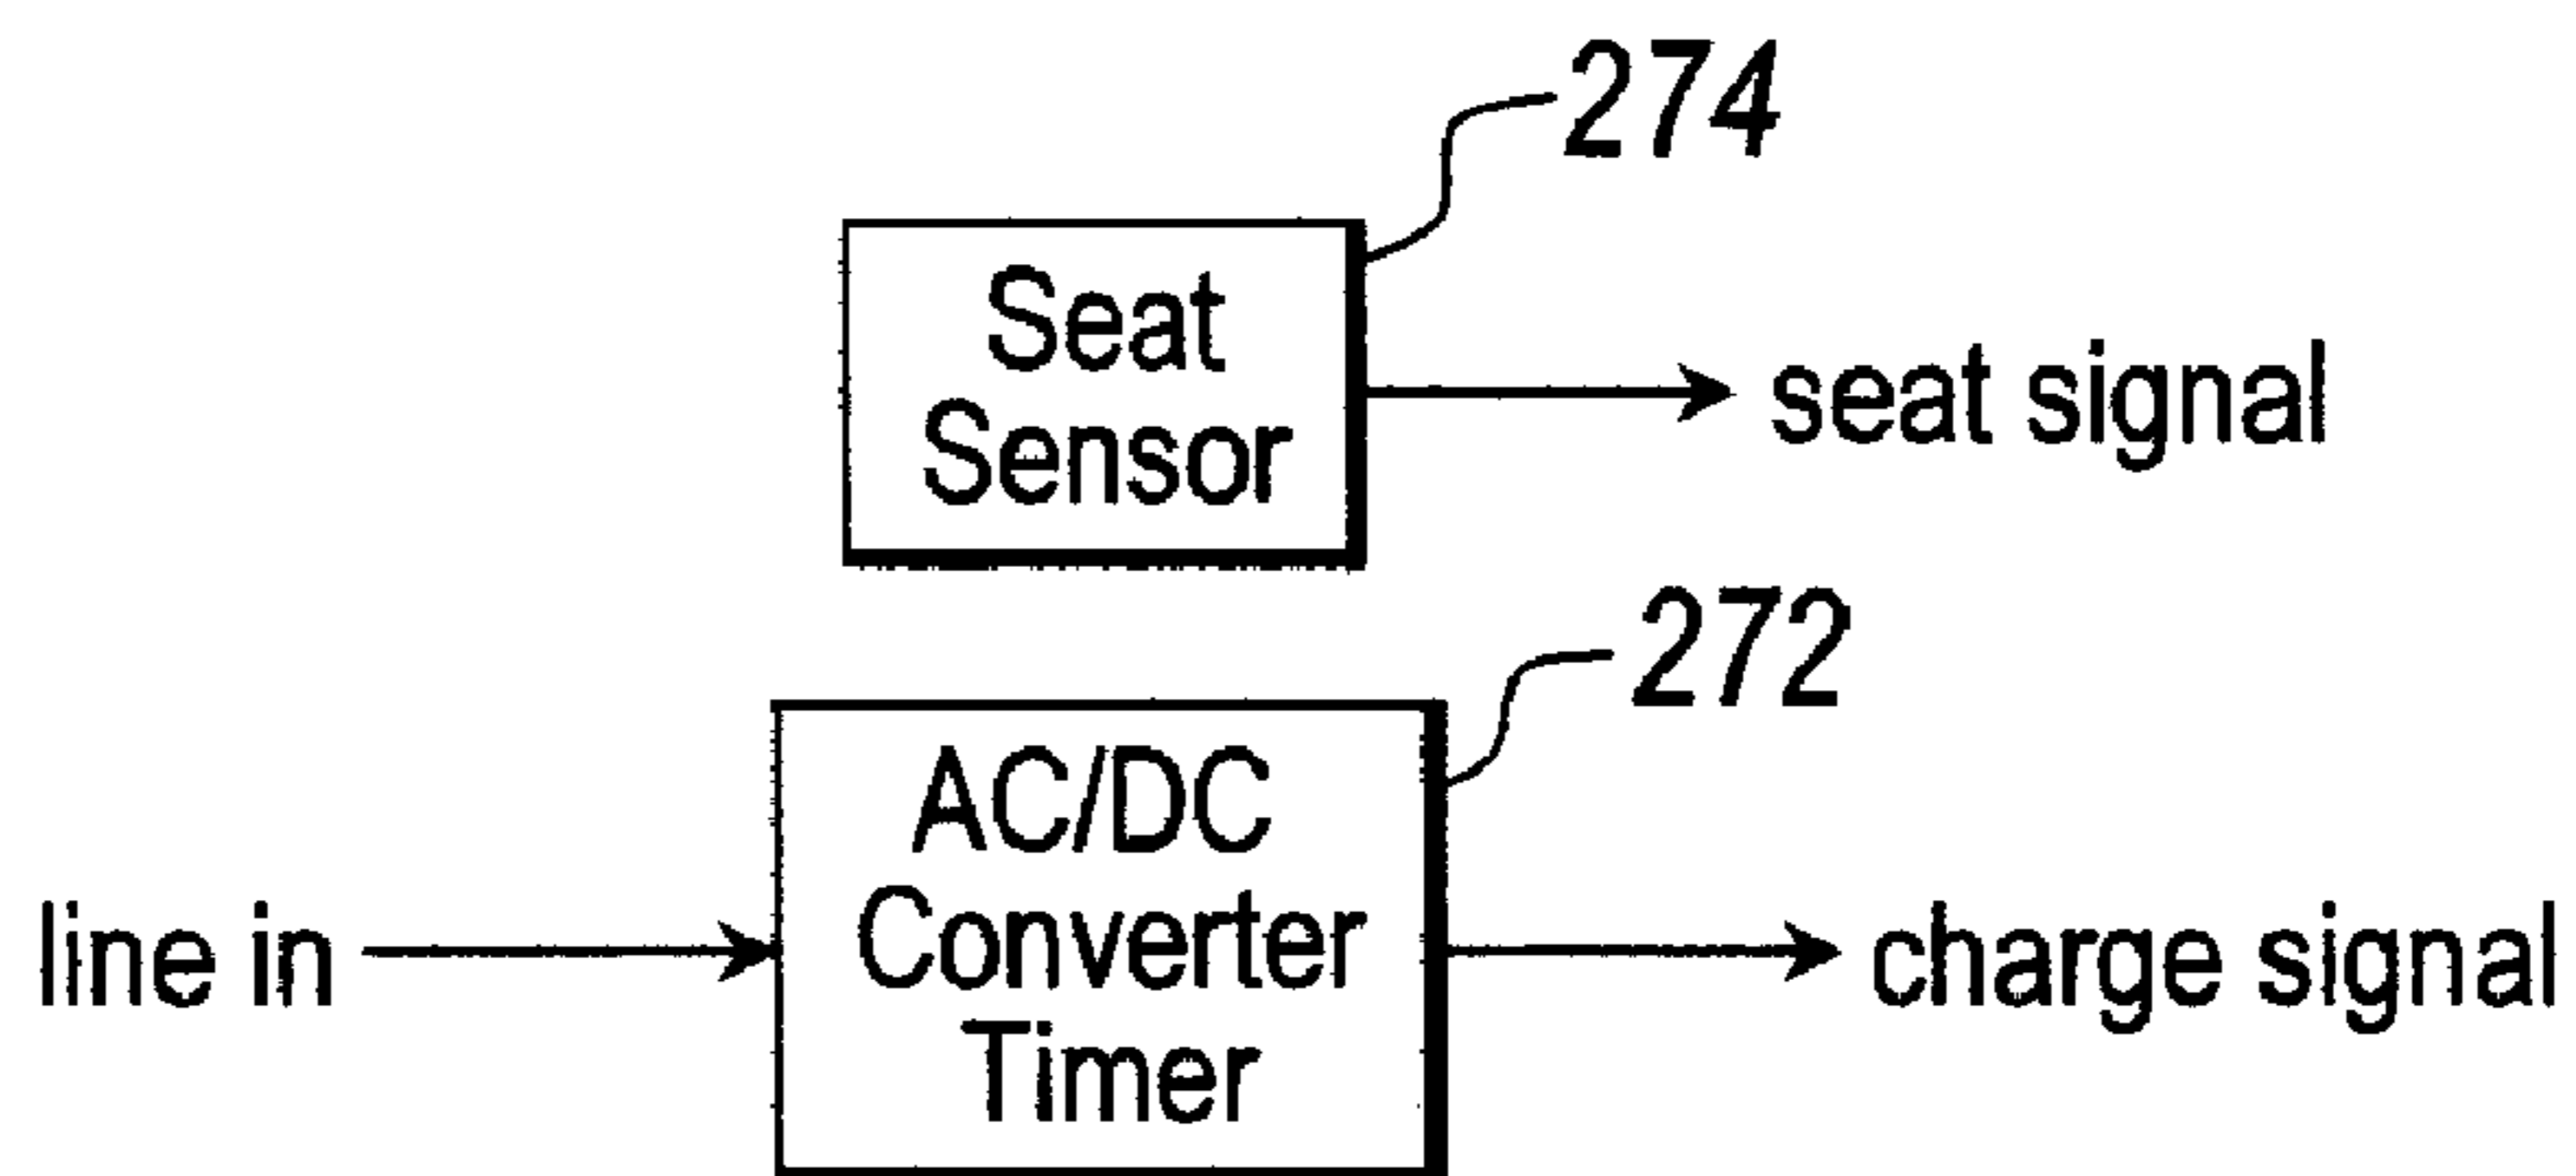 274
Seat
Sensor
seat signal
272
AC/DC
Converter
Timer
line in
charge signal